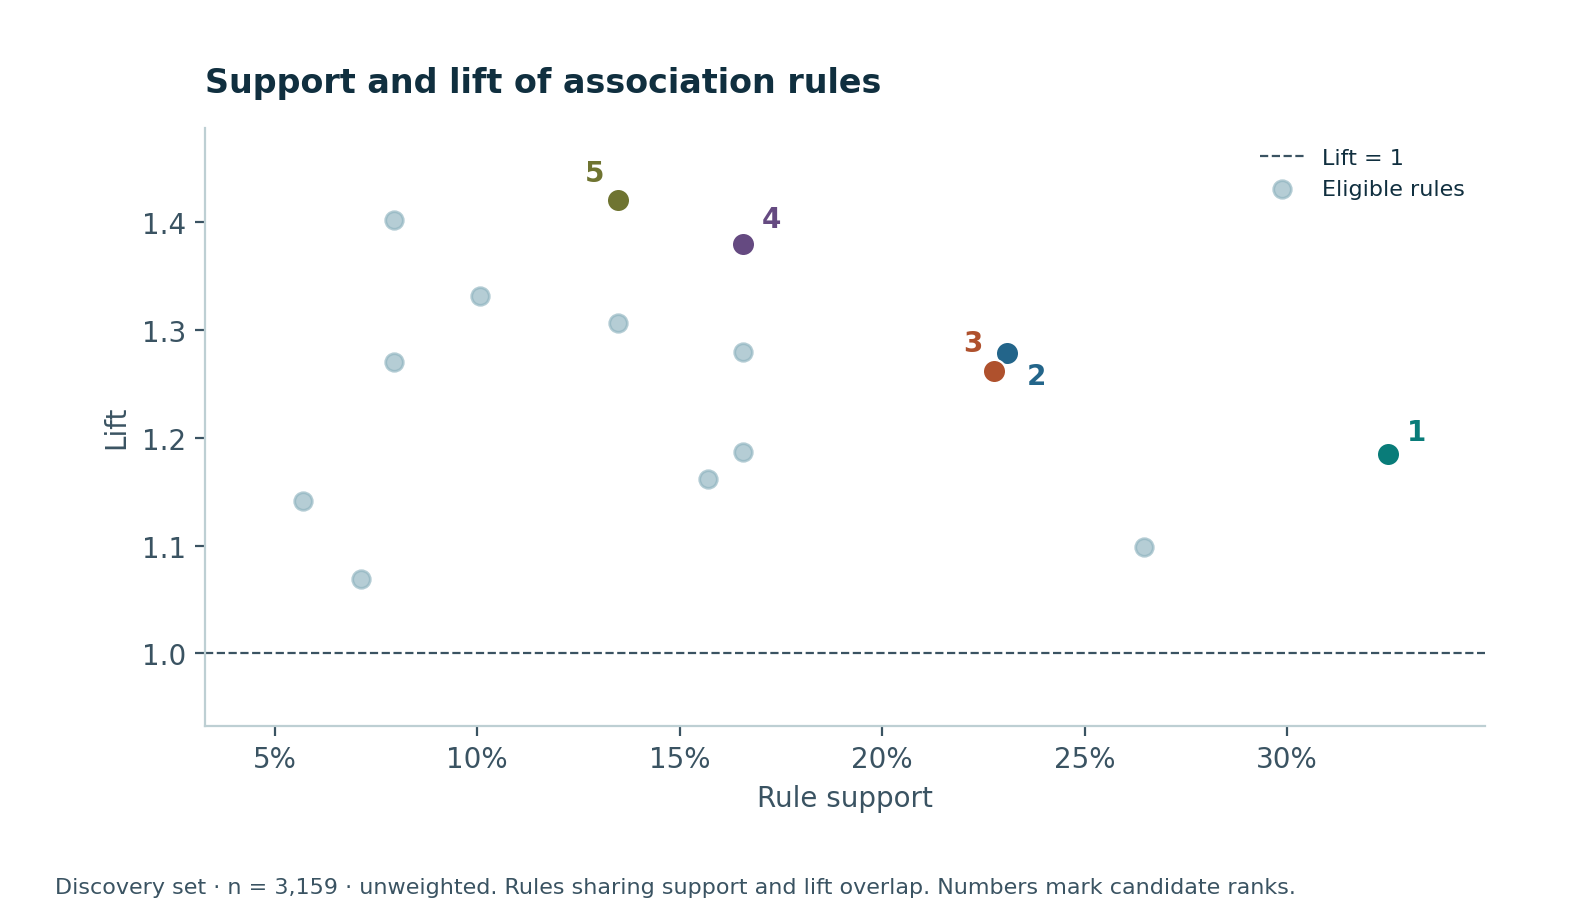 Support and lift of association rules
Lift = 1
Eligible rules
5
4
3
2
1
1.4
1.3
1.2
1.1
1.0
Lift
5%
10%
15%
20%
25%
30%
Rule support
Discovery set · n = 3,159 · unweighted. Rules sharing support and lift overlap. Numbers mark candidate ranks.